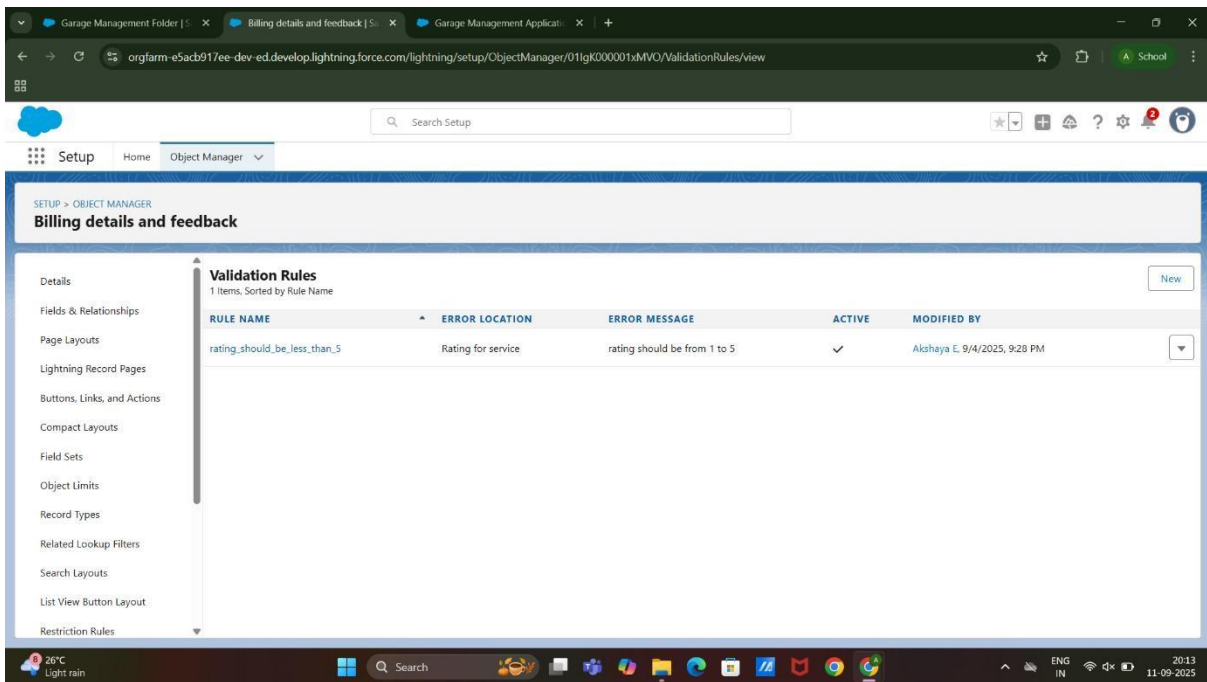 Garage Management Folder | S
Billing details and feedback | Sa
Garage Management Applicatic
orgfarm-e5acb917ee-dev-ed.develop.lightning.force.com/lightning/setup/ObjectManager/01IgK000001xMVO/ValidationRules/view
A School
Search Setup
2
Setup Home Object Manager
SETUP > OBJECT MANAGER
Billing details and feedback
Details
Fields & Relationships
Page Layouts
Lightning Record Pages
Buttons, Links, and Actions
Compact Layouts
Field Sets
Object Limits
Record Types
Related Lookup Filters
Search Layouts
List View Button Layout
Restriction Rules
Validation Rules
1 Items, Sorted by Rule Name
New
RULE NAME ERROR LOCATION ERROR MESSAGE ACTIVE MODIFIED BY
rating_should_be_less_than_5 Rating for service rating should be from 1 to 5 Akshaya E, 9/4/2025, 9:28 PM
8 26°C
Light rain
Search
ENG
IN
20:13
11-09-2025